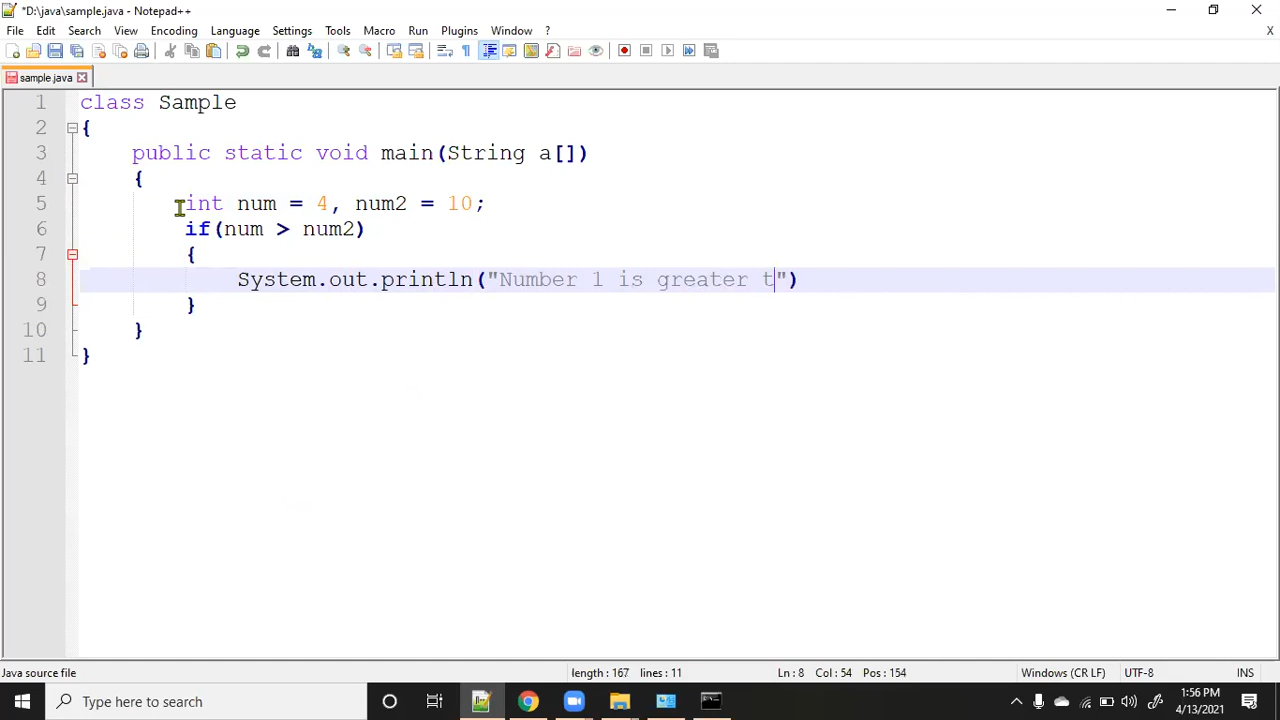 *D:\java\sample.java - Notepad++
File Edit Search View Encoding Language Settings Tools Macro Run Plugins Window ? X
sample.java
1 class Sample
2 {
3 public static void main(String a[])
4 {
5 int num = 4, num2 = 10;
6 if(num > num2)
7 {
8 System.out.println("Number 1 is greater t")
9 }
10 }
11 }
Java source file length : 167 lines : 11 Ln : 8 Col : 54 Pos : 154 Windows (CR LF) UTF-8 INS
Type here to search
1:56 PM
4/13/2021